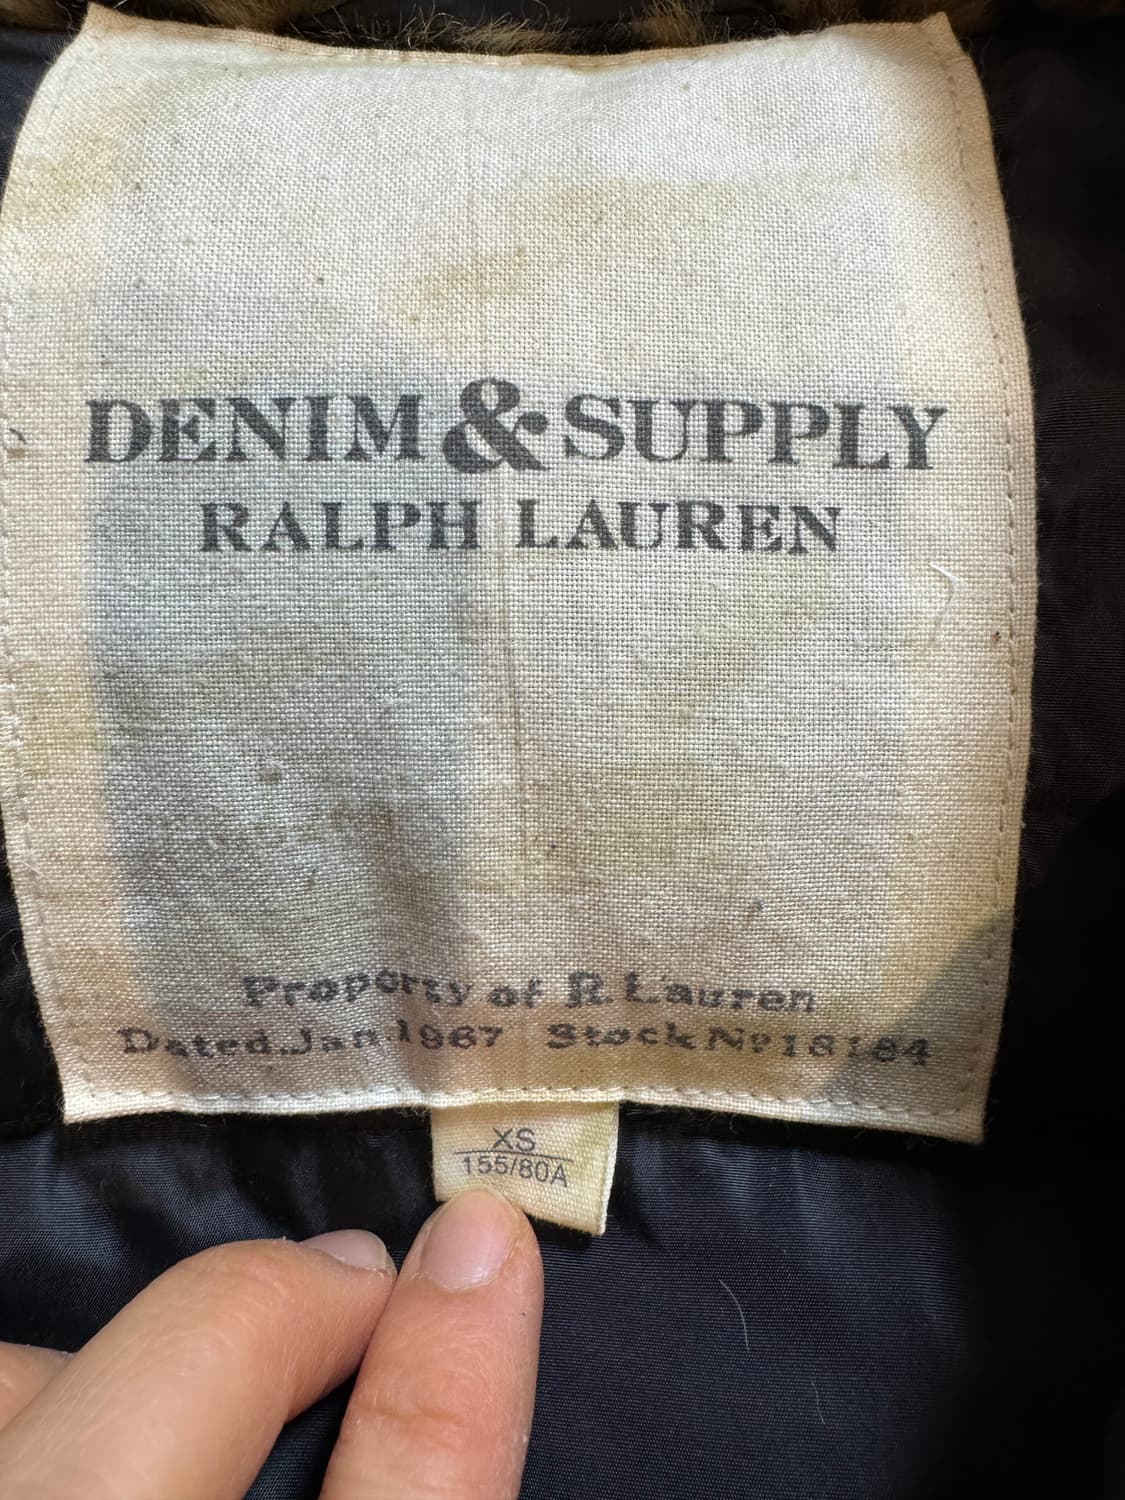 DENIM & SUPPLY
RALPH LAUREN
Property of R. Lauren
Dated Jan. 1967 Stock No 18184
XS
155/80A